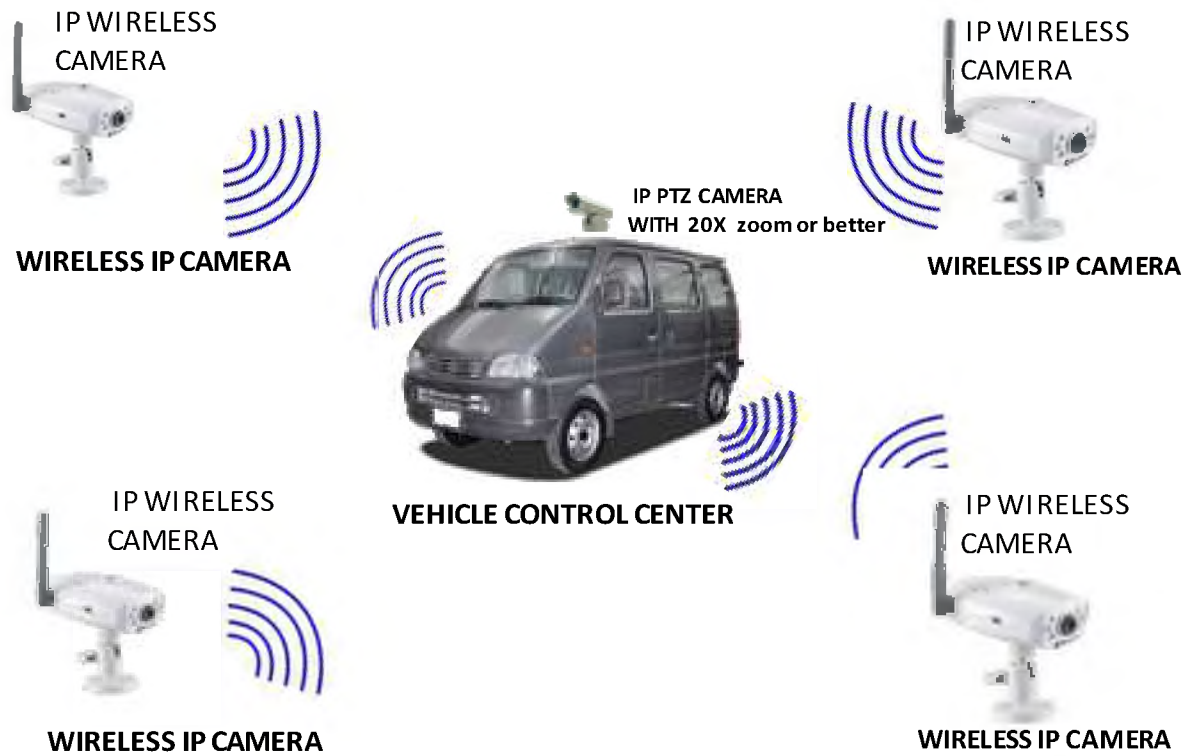 IP WIRELESS
CAMERA
IP WIRELESS
CAMERA
IP PTZ CAMERA
WITH 20X zoom or better
WIRELESS IP CAMERA
WIRELESS IP CAMERA
IP WIRELESS
CAMERA
VEHICLE CONTROL CENTER
IP WIRELESS
CAMERA
WIRELESS IP CAMERA
WIRELESS IP CAMERA